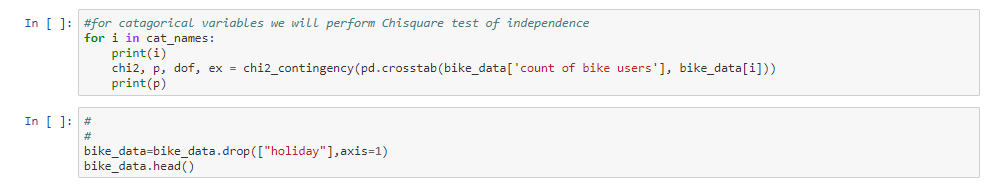 In [ ]: #for catagorical variables we will perform Chisquare test of independence
for i in cat_names:
    print(i)
    chi2, p, dof, ex = chi2_contingency(pd.crosstab(bike_data['count of bike users'], bike_data[i]))
    print(p)
In [ ]: #
#
bike_data=bike_data.drop(["holiday"],axis=1)
bike_data.head()